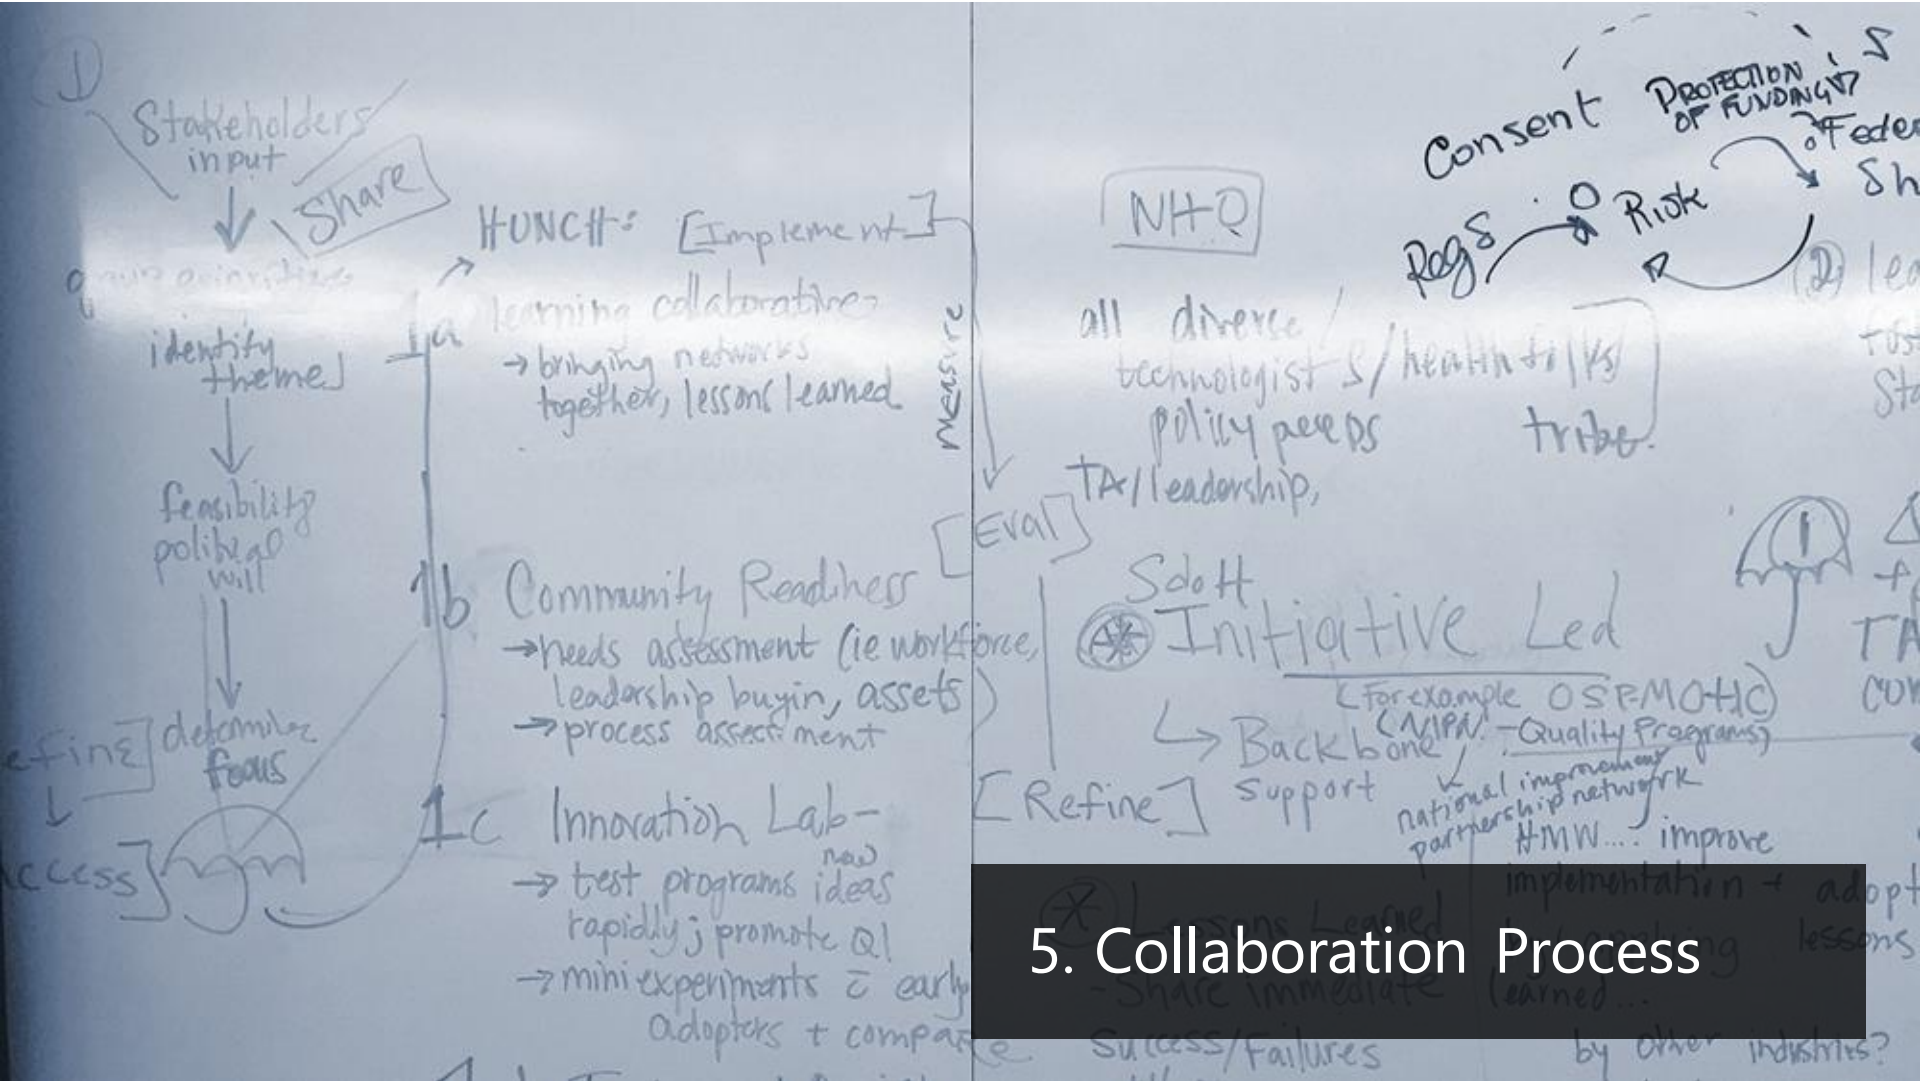 1
Stakeholders
input
Share
identify
theme
feasibility
political
will
determine
focus
efine]
ccess]
HUNCH: [Implement]
1a
learning collaborative
→ bringing networks
together, lessons learned
measure
[Eval]
1b Community Readiness
→ needs assessment (ie workforce,
leadership buyin, assets)
→ process assessment
[Refine]
1c Innovation Lab-
→ test programs new ideas
rapidly; promote QI
→ mini experiments c̄ early
adopters + compare
NHQ
all diverse
technologists/health
policy peeps
tribe.
TA/leadership,
SdoH
Initiative Led
(For example OSPMOHC)
(NIPN - Quality Programs)
↳ Backbone
support
national improvement
partnership network
HMW.... improve
implementation + adopt
lessons
learned...
by other industries?
Lessons Learned
- Share immediate
Success/Failures
Consent
PROTECTION
OF FUNDING
Regs
Risk
Feder
Sh
2
TA
5. Collaboration Process